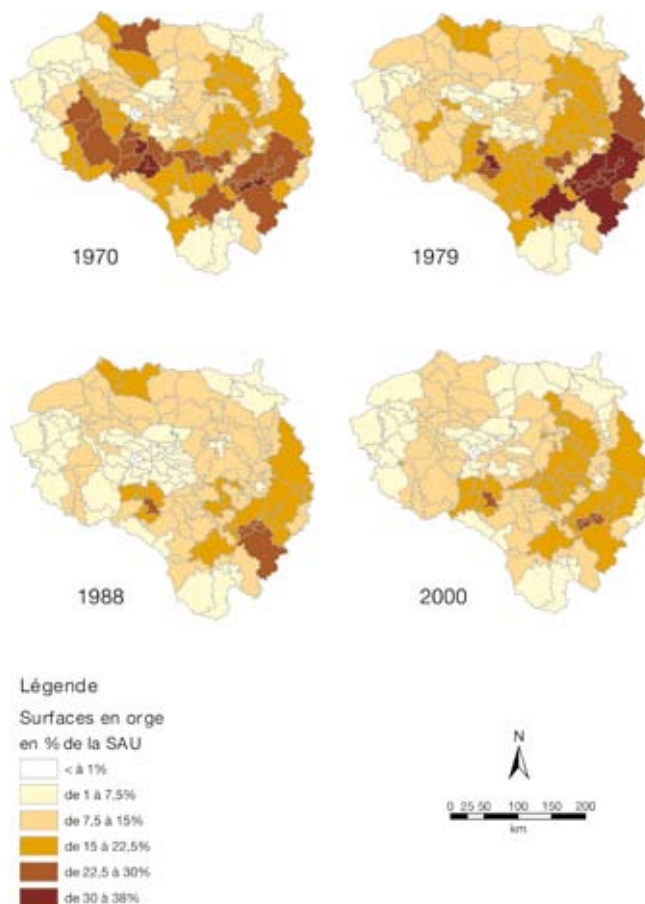 1970
1979
1988
2000
Légende
Surfaces en orge
en % de la SAU
< à 1%
de 1 à 7,5%
de 7,5 à 15%
de 15 à 22,5%
de 22,5 à 30%
de 30 à 38%
N
0 25 50 100 150 200
km